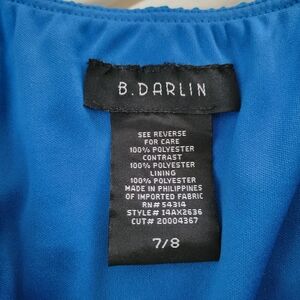 B.DARLIN
SEE REVERSE
FOR CARE
100% POLYESTER
CONTRAST
100% POLYESTER
LINING
100% POLYESTER
MADE IN PHILIPPINES
OF IMPORTED FABRIC
RN# 54314
STYLE# I4AX2636
CUT# 20004367
7/8